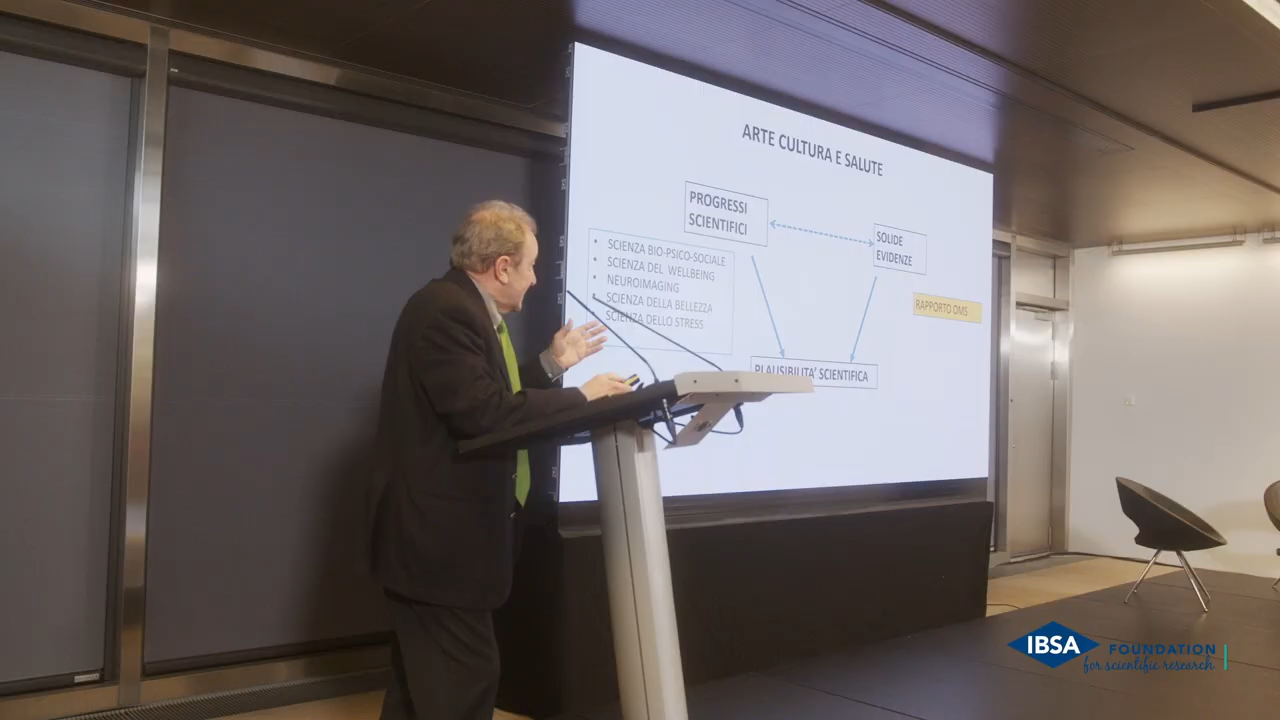 ARTE CULTURA E SALUTE
PROGRESSI
SCIENTIFICI
SOLIDE
EVIDENZE
• SCIENZA BIO-PSICO-SOCIALE
• SCIENZA DEL WELLBEING
• NEUROIMAGING
• SCIENZA DELLA BELLEZZA
• SCIENZA DELLO STRESS
RAPPORTO OMS
PLAUSIBILITA' SCIENTIFICA
IBSA FOUNDATION
for scientific research